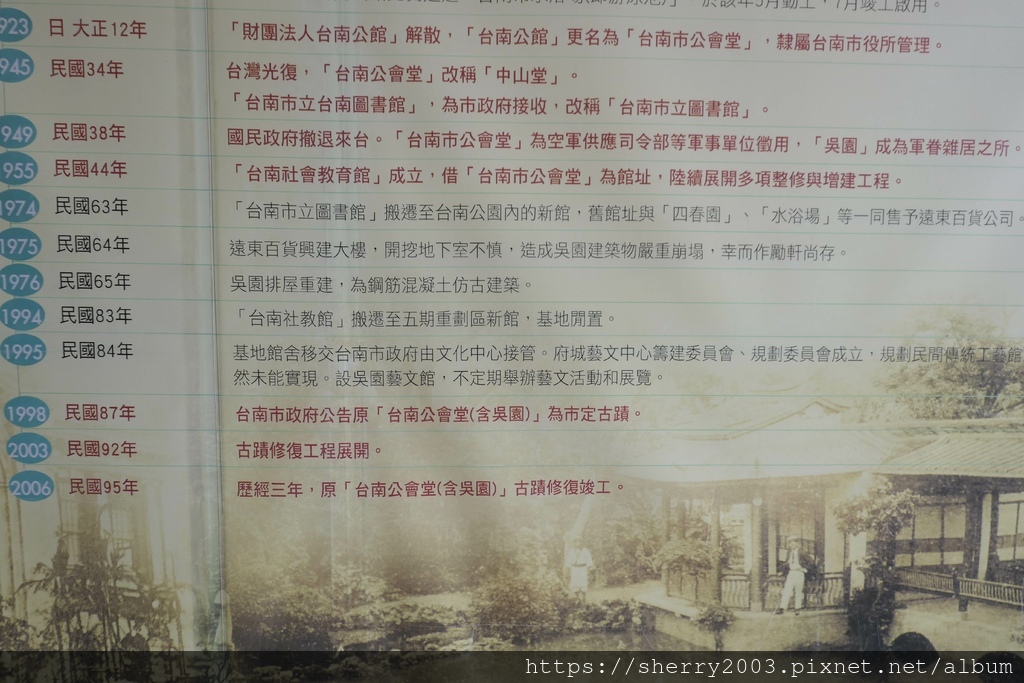 於該年5月動工，7月竣工啟用。
923 日 大正12年 「財團法人台南公館」解散，「台南公館」更名為「台南市公會堂」，隸屬台南市役所管理。
945 民國34年 台灣光復，「台南公會堂」改稱「中山堂」。
「台南市立台南圖書館」，為市政府接收，改稱「台南市立圖書館」。
949 民國38年 國民政府撤退來台。「台南市公會堂」為空軍供應司令部等軍事單位徵用，「吳園」成為軍眷雜居之所。
955 民國44年 「台南社會教育館」成立，借「台南市公會堂」為館址，陸續展開多項整修與增建工程。
1974 民國63年 「台南市立圖書館」搬遷至台南公園內的新館，舊館址與「四春園」、「水浴場」等一同售予遠東百貨公司。
1975 民國64年 遠東百貨興建大樓，開挖地下室不慎，造成吳園建築物嚴重崩塌，幸而作勵軒尚存。
1976 民國65年 吳園排屋重建，為鋼筋混凝土仿古建築。
1994 民國83年 「台南社教館」搬遷至五期重劃區新館，基地閒置。
1995 民國84年 基地館舍移交台南市政府由文化中心接管。府城藝文中心籌建委員會、規劃委員會成立，規劃民間傳統工藝館
然未能實現。設吳園藝文館，不定期舉辦藝文活動和展覽。
1998 民國87年 台南市政府公告原「台南公會堂(含吳園)」為市定古蹟。
2003 民國92年 古蹟修復工程展開。
2006 民國95年 歷經三年，原「台南公會堂(含吳園)」古蹟修復竣工。
https://sherry2003.pixnet.net/album